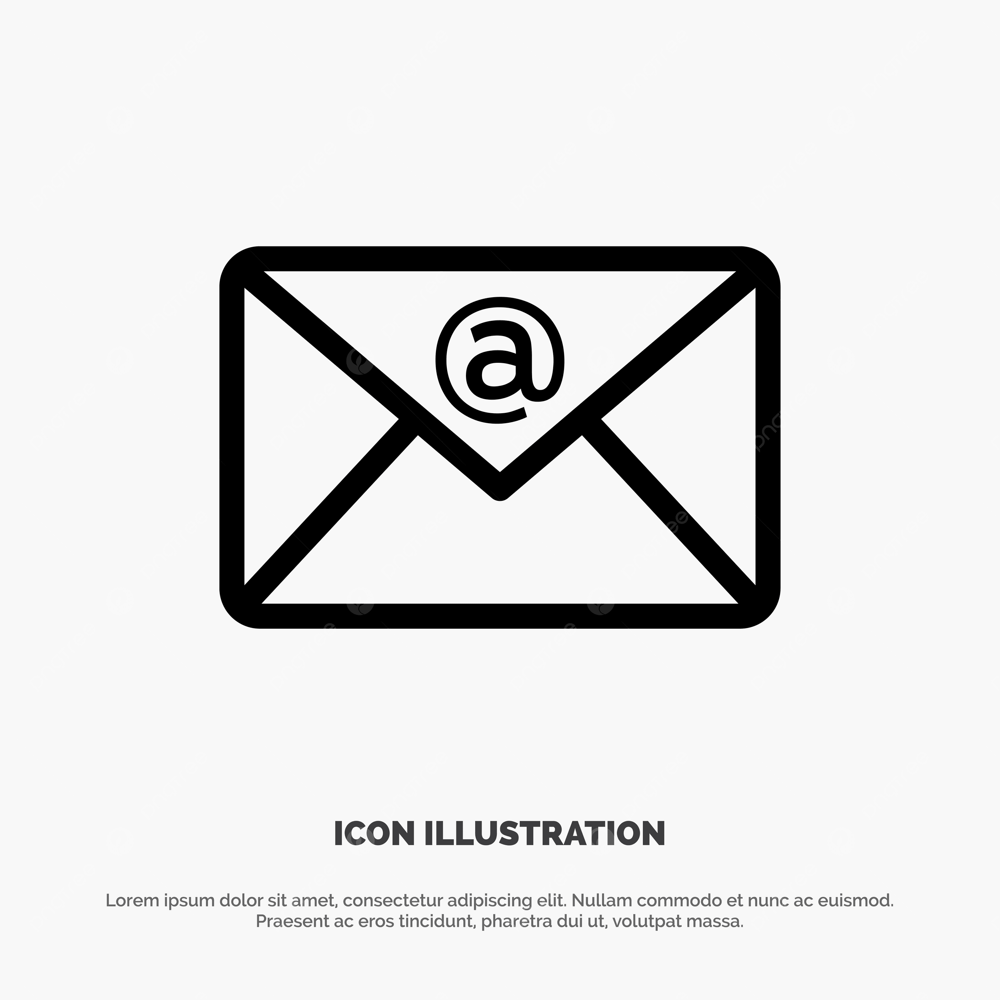 @
ICON ILLUSTRATION
Lorem ipsum dolor sit amet, consectetur adipiscing elit. Nullam commodo et nunc ac euismod.
Praesent ac eros tincidunt, pharetra dui ut, volutpat massa.